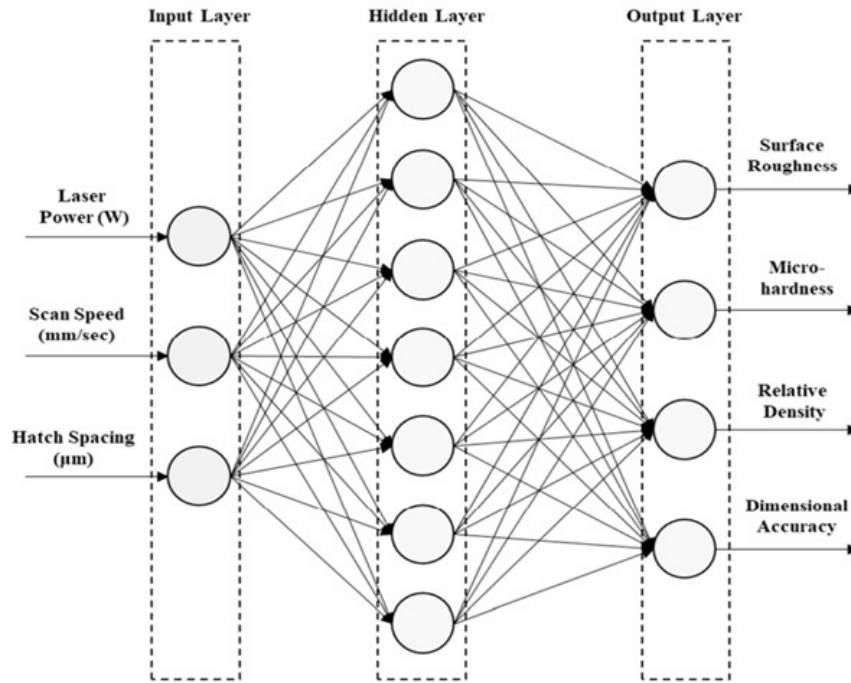 Input Layer
Hidden Layer
Output Layer
Laser
Power (W)
Scan Speed
(mm/sec)
Hatch Spacing
(μm)
Surface
Roughness
Micro-
hardness
Relative
Density
Dimensional
Accuracy